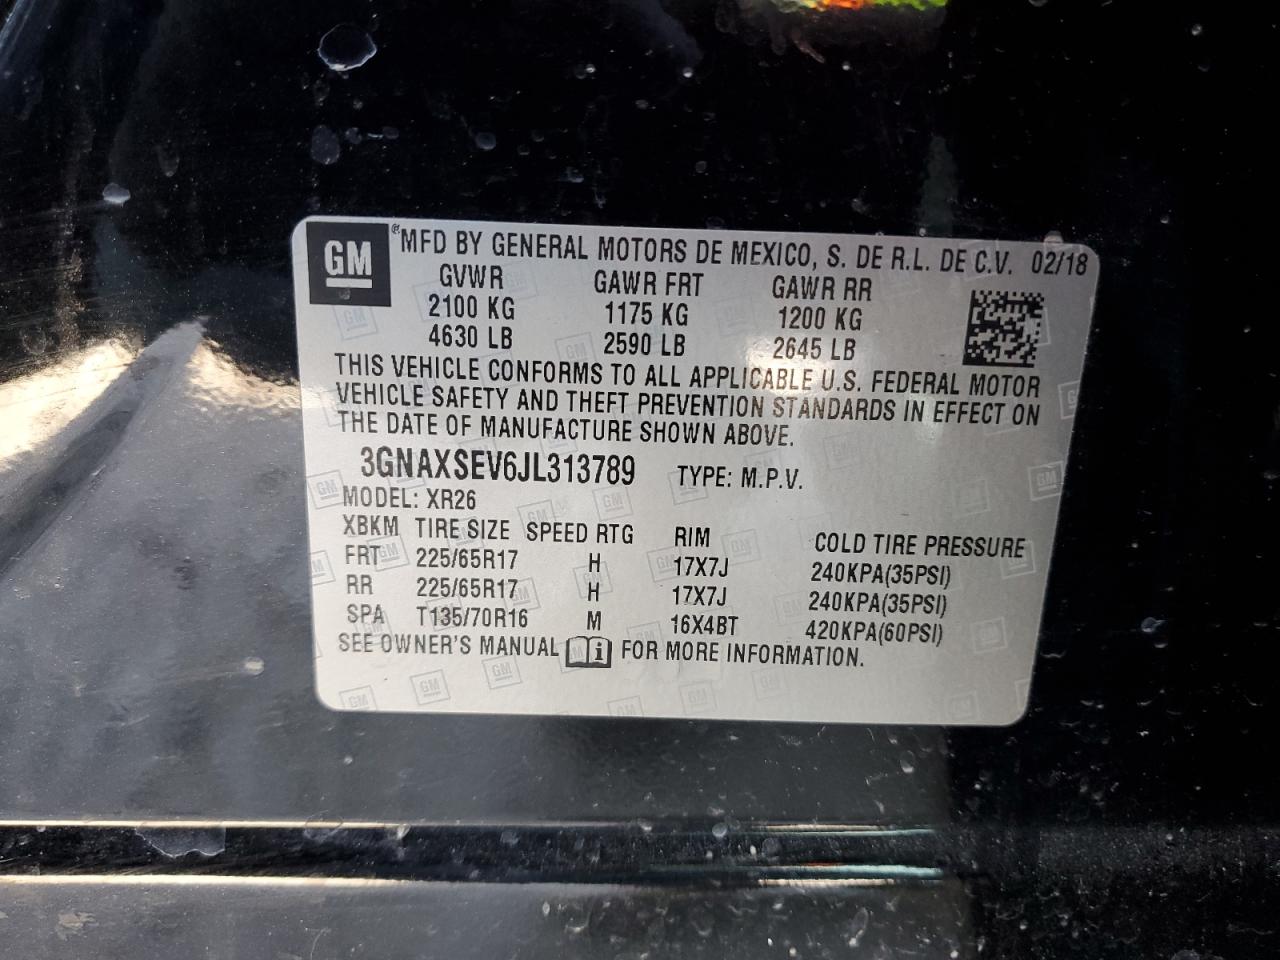 GM ® MFD BY GENERAL MOTORS DE MEXICO, S. DE R.L. DE C.V. 02/18
GVWR GAWR FRT GAWR RR
2100 KG 1175 KG 1200 KG
4630 LB 2590 LB 2645 LB
THIS VEHICLE CONFORMS TO ALL APPLICABLE U.S. FEDERAL MOTOR
VEHICLE SAFETY AND THEFT PREVENTION STANDARDS IN EFFECT ON
THE DATE OF MANUFACTURE SHOWN ABOVE.
3GNAXSEV6JL313789 TYPE: M.P.V.
MODEL: XR26
XBKM TIRE SIZE SPEED RTG RIM COLD TIRE PRESSURE
FRT 225/65R17 H 17X7J 240KPA(35PSI)
RR 225/65R17 H 17X7J 240KPA(35PSI)
SPA T135/70R16 M 16X4BT 420KPA(60PSI)
SEE OWNER'S MANUAL i FOR MORE INFORMATION.